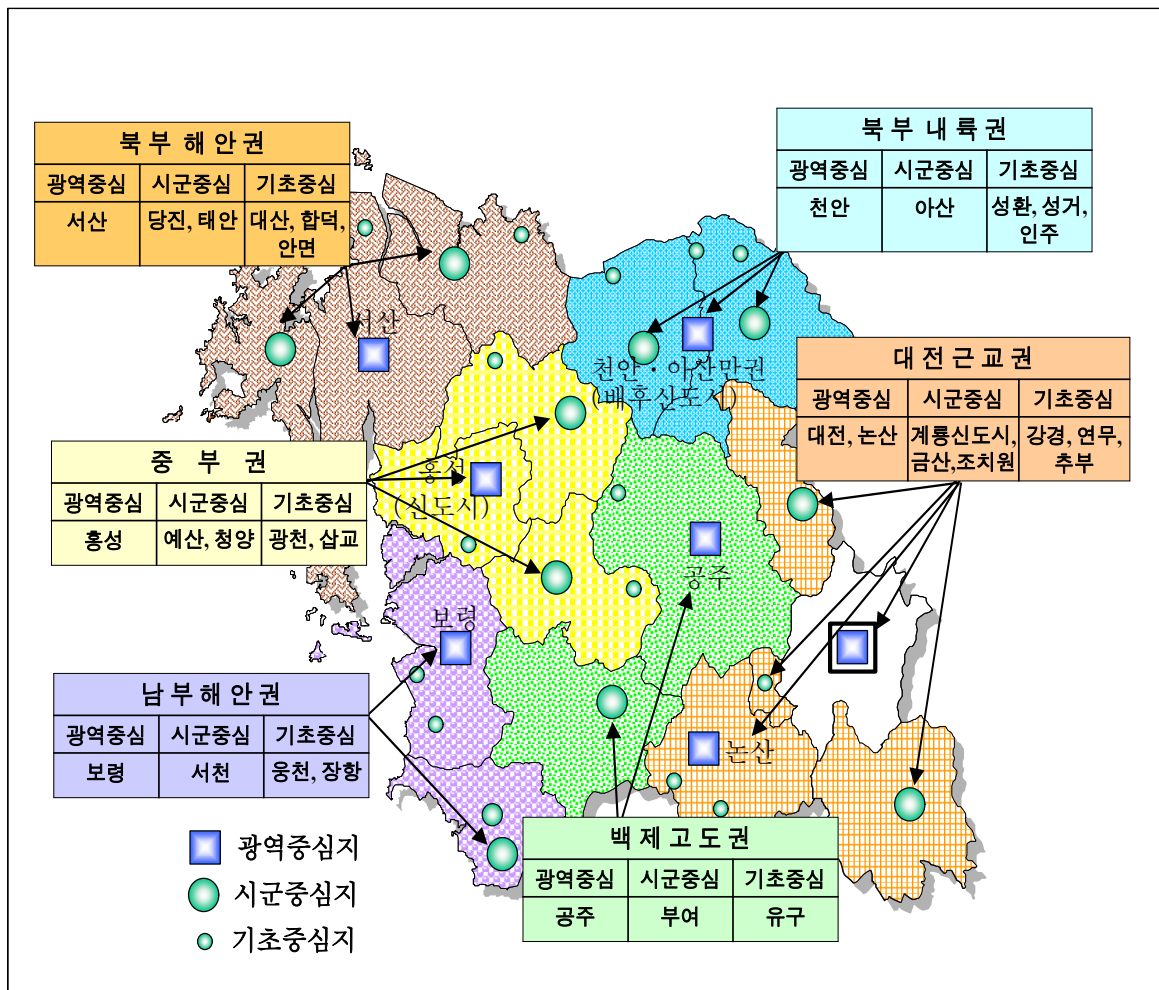 북부 해안권
광역중심 시군중심 기초중심
서산 당진, 태안 대산, 합덕,
안면
북부내륙권
광역중심 시군중심 기초중심
천안 아산 성환, 성거,
인주
서산
천안·아산만권
(배후신도시)
대전근교권
광역중심 시군중심 기초중심
대전, 논산 계룡신도시, 강경, 연무,
금산,조치원 추부
중부권
광역중심 시군중심 기초중심
홍성 예산, 청양 광천, 삽교
홍성
(신도시)
공주
보령
남부해안권
광역중심 시군중심 기초중심
보령 서천 웅천, 장항
논산
백제고도권
광역중심 시군중심 기초중심
공주 부여 유구
광역중심지
시군중심지
기초중심지